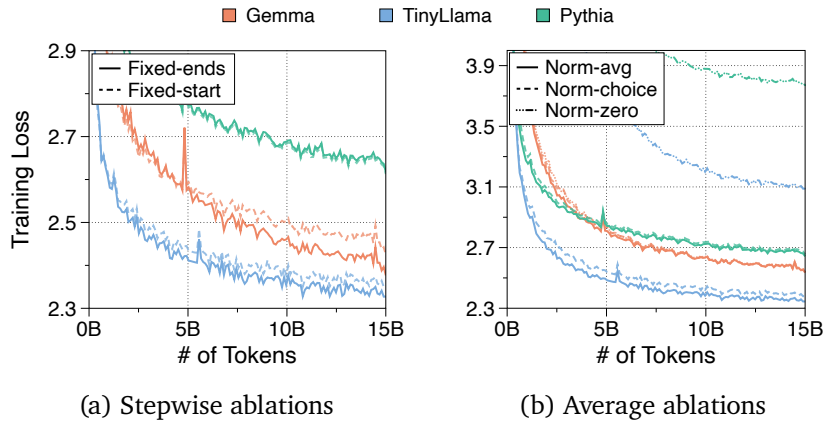 Gemma TinyLlama Pythia
Training Loss
2.9
2.7
2.5
2.3
Fixed-ends
Fixed-start
0B 5B 10B 15B
# of Tokens
(a) Stepwise ablations
3.9
3.5
3.1
2.7
2.3
Norm-avg
Norm-choice
Norm-zero
0B 5B 10B 15B
# of Tokens
(b) Average ablations